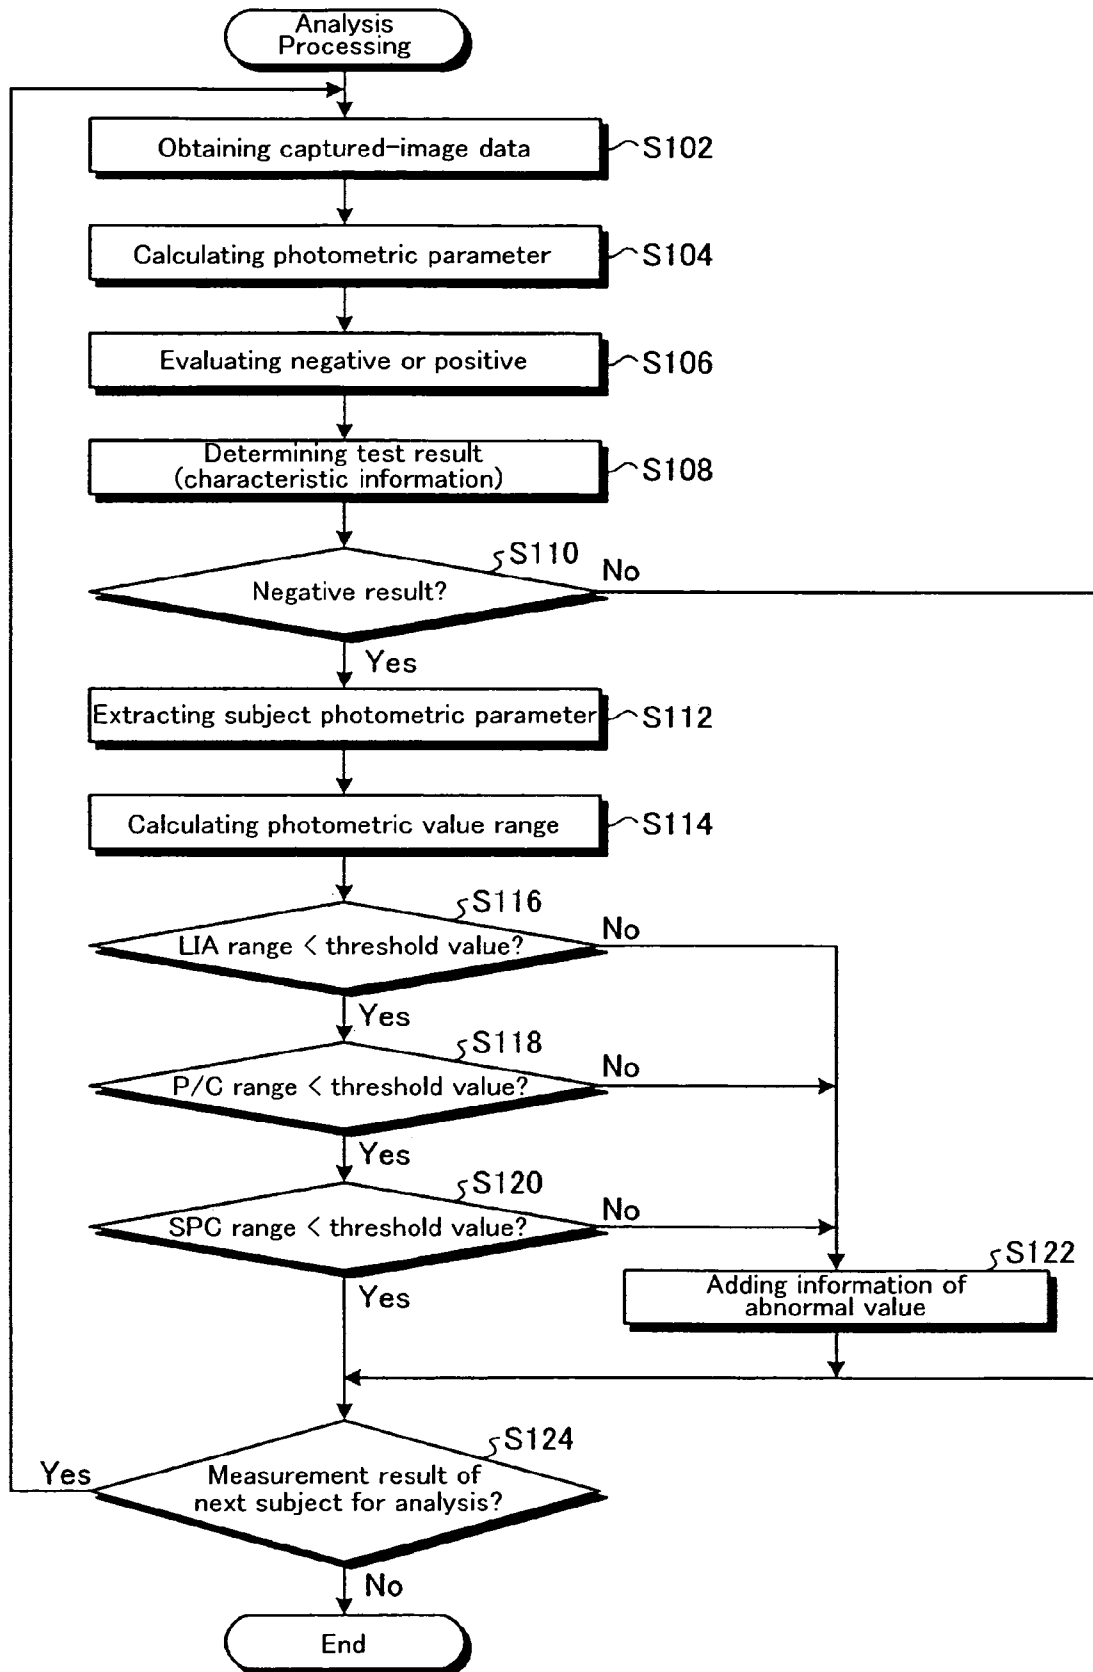 Analysis
Processing
Obtaining captured-image data
S102
Calculating photometric parameter
S104
Evaluating negative or positive
S106
Determining test result
(characteristic information)
S108
S110
Negative result?
No
Yes
Extracting subject photometric parameter
S112
Calculating photometric value range
S114
S116
LIA range < threshold value?
No
Yes
S118
P/C range < threshold value?
No
Yes
S120
SPC range < threshold value?
No
Yes
S122
Adding information of
abnormal value
S124
Measurement result of
next subject for analysis?
Yes
No
End